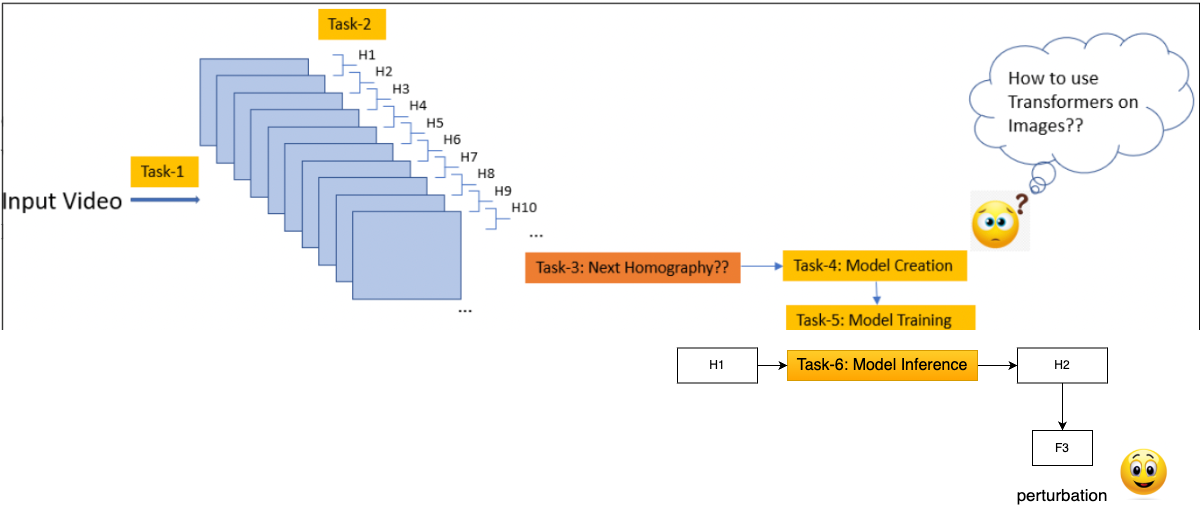 Task-2
H1
H2
H3
H4
H5
H6
H7
H8
H9
H10
...
How to use
Transformers on
Images??
?
Task-1
Input Video
...
Task-3: Next Homography??
Task-4: Model Creation
Task-5: Model Training
H1
Task-6: Model Inference
H2
F3
perturbation